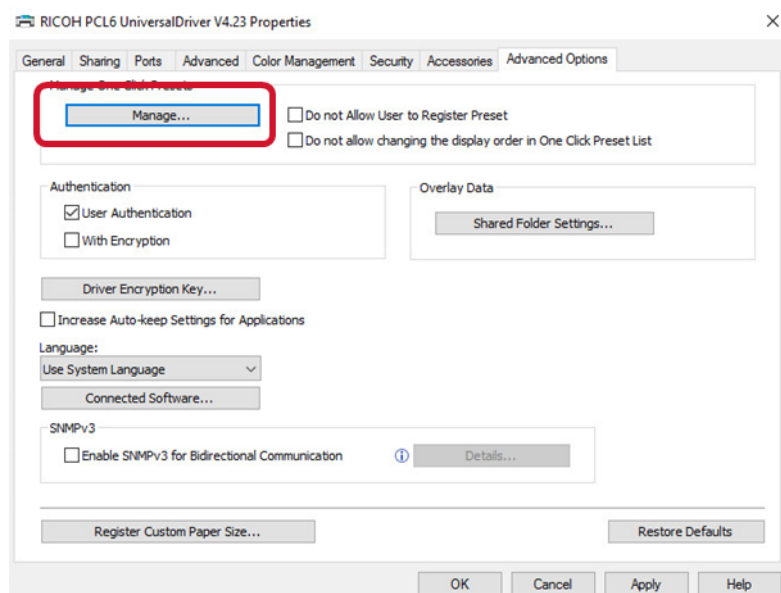 RICOH PCL6 UniversalDriver V4.23 Properties
General Sharing Ports Advanced Color Management Security Accessories Advanced Options
Manage One Click Presets
Manage...
Do not Allow User to Register Preset
Do not allow changing the display order in One Click Preset List
Authentication
User Authentication
With Encryption
Overlay Data
Shared Folder Settings...
Driver Encryption Key...
Increase Auto-keep Settings for Applications
Language:
Use System Language
Connected Software...
SNMPv3
Enable SNMPv3 for Bidirectional Communication
Details...
Register Custom Paper Size...
Restore Defaults
OK Cancel Apply Help